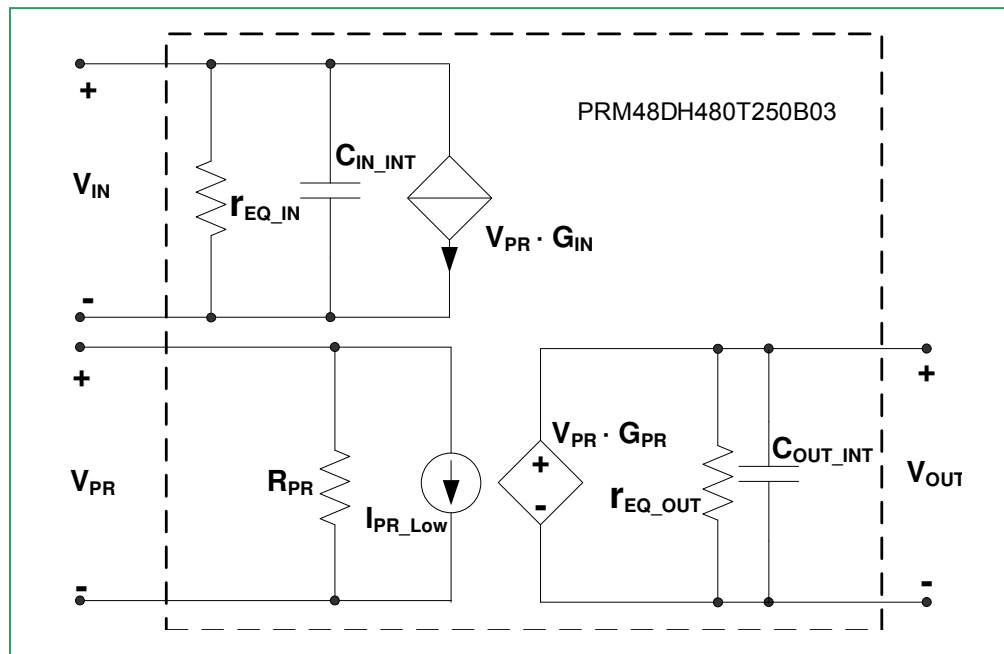 PRM48DH480T250B03
+
V_IN
-
r_EQ_IN
C_IN_INT
V_PR · G_IN
+
V_PR
-
R_PR
I_PR_Low
V_PR · G_PR
+
-
r_EQ_OUT
C_OUT_INT
+
V_OUT
-